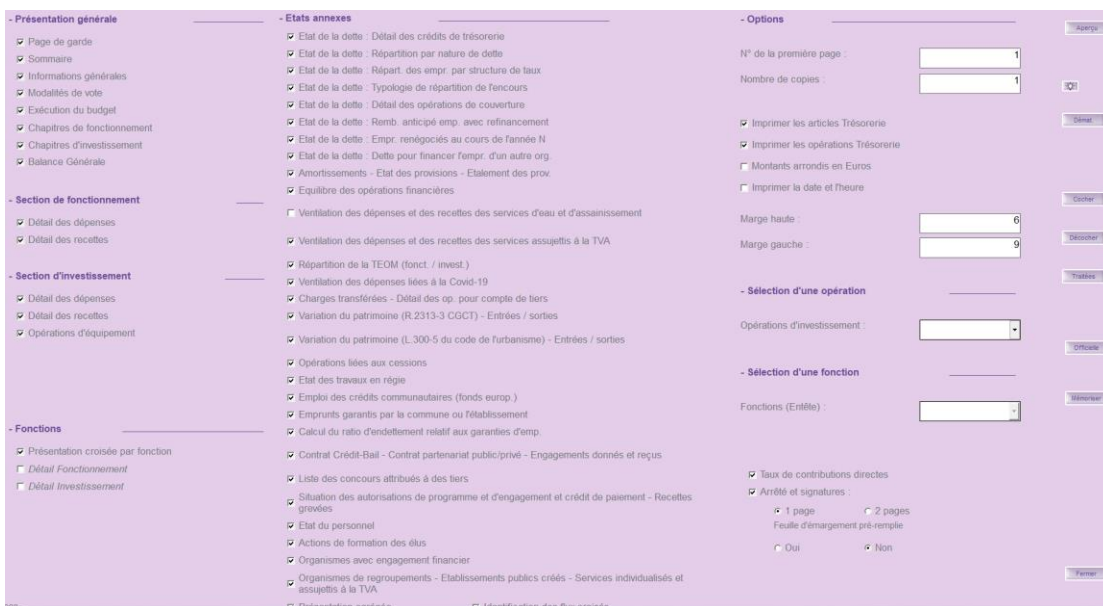 - Présentation générale
Page de garde
Sommaire
Informations générales
Modalités de vote
Exécution du budget
Chapitres de fonctionnement
Chapitres d'investissement
Balance Générale
- Section de fonctionnement
Détail des dépenses
Détail des recettes
- Section d'investissement
Détail des dépenses
Détail des recettes
Opérations d'équipement
- Fonctions
Présentation croisée par fonction
Détail Fonctionnement
Détail Investissement
- Etats annexes
Etat de la dette : Détail des crédits de trésorerie
Etat de la dette : Répartition par nature de dette
Etat de la dette : Répart. des empr. par structure de taux
Etat de la dette : Typologie de répartition de l'encours
Etat de la dette : Détail des opérations de couverture
Etat de la dette : Remb. anticipé emp. avec refinancement
Etat de la dette : Empr. renégociés au cours de l'année N
Etat de la dette : Dette pour financer l'empr. d'un autre org.
Amortissements - Etat des provisions - Etalement des prov.
Equilibre des opérations financières
Ventilation des dépenses et des recettes des services d'eau et d'assainissement
Ventilation des dépenses et des recettes des services assujettis à la TVA
Répartition de la TEOM (fonct. / invest.)
Ventilation des dépenses liées à la Covid-19
Charges transférées - Détail des op. pour compte de tiers
Variation du patrimoine (R.2313-3 CGCT) - Entrées / sorties
Variation du patrimoine (L.300-5 du code de l'urbanisme) - Entrées / sorties
Opérations liées aux cessions
Etat des travaux en régie
Emploi des crédits communautaires (fonds europ.)
Emprunts garantis par la commune ou l'établissement
Calcul du ratio d'endettement relatif aux garanties d'emp.
Contrat Crédit-Bail - Contrat partenariat public/privé - Engagements donnés et reçus
Liste des concours attribués à des tiers
Situation des autorisations de programme et d'engagement et crédit de paiement - Recettes
grevées
Etat du personnel
Actions de formation des élus
Organismes avec engagement financier
Organismes de regroupements - Etablissements publics créés - Services individualisés et
assujettis à la TVA
- Options
N° de la première page : 1
Nombre de copies : 1
Imprimer les articles Trésorerie
Imprimer les opérations Trésorerie
Montants arrondis en Euros
Imprimer la date et l'heure
Marge haute : 6
Marge gauche : 9
- Sélection d'une opération
Opérations d'investissement :
- Sélection d'une fonction
Fonctions (Entête) :
Taux de contributions directes
Arrêté et signatures :
1 page 2 pages
Feuille d'émargement pré-remplie
Oui Non
Aperçu
Démat.
Cocher
Décocher
Traitées
Officielle
Mémoriser
Fermer